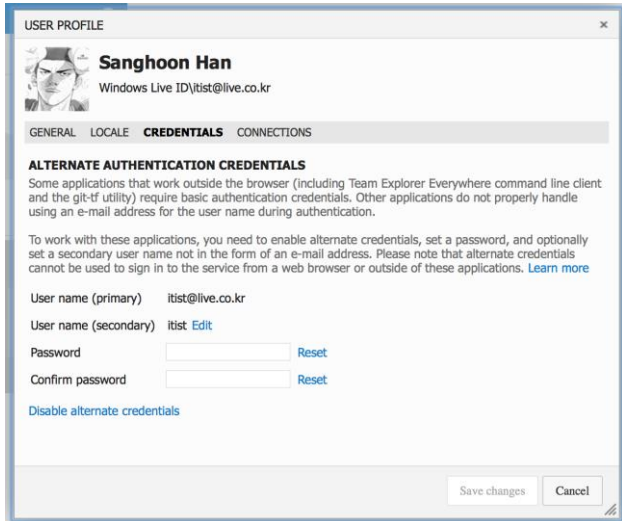 USER PROFILE ×
Sanghoon Han
Windows Live ID\itist@live.co.kr
GENERAL LOCALE CREDENTIALS CONNECTIONS
ALTERNATE AUTHENTICATION CREDENTIALS
Some applications that work outside the browser (including Team Explorer Everywhere command line client
and the git-tf utility) require basic authentication credentials. Other applications do not properly handle
using an e-mail address for the user name during authentication.
To work with these applications, you need to enable alternate credentials, set a password, and optionally
set a secondary user name not in the form of an e-mail address. Please note that alternate credentials
cannot be used to sign in to the service from a web browser or outside of these applications. Learn more
User name (primary) itist@live.co.kr
User name (secondary) itist Edit
Password Reset
Confirm password Reset
Disable alternate credentials
Save changes Cancel